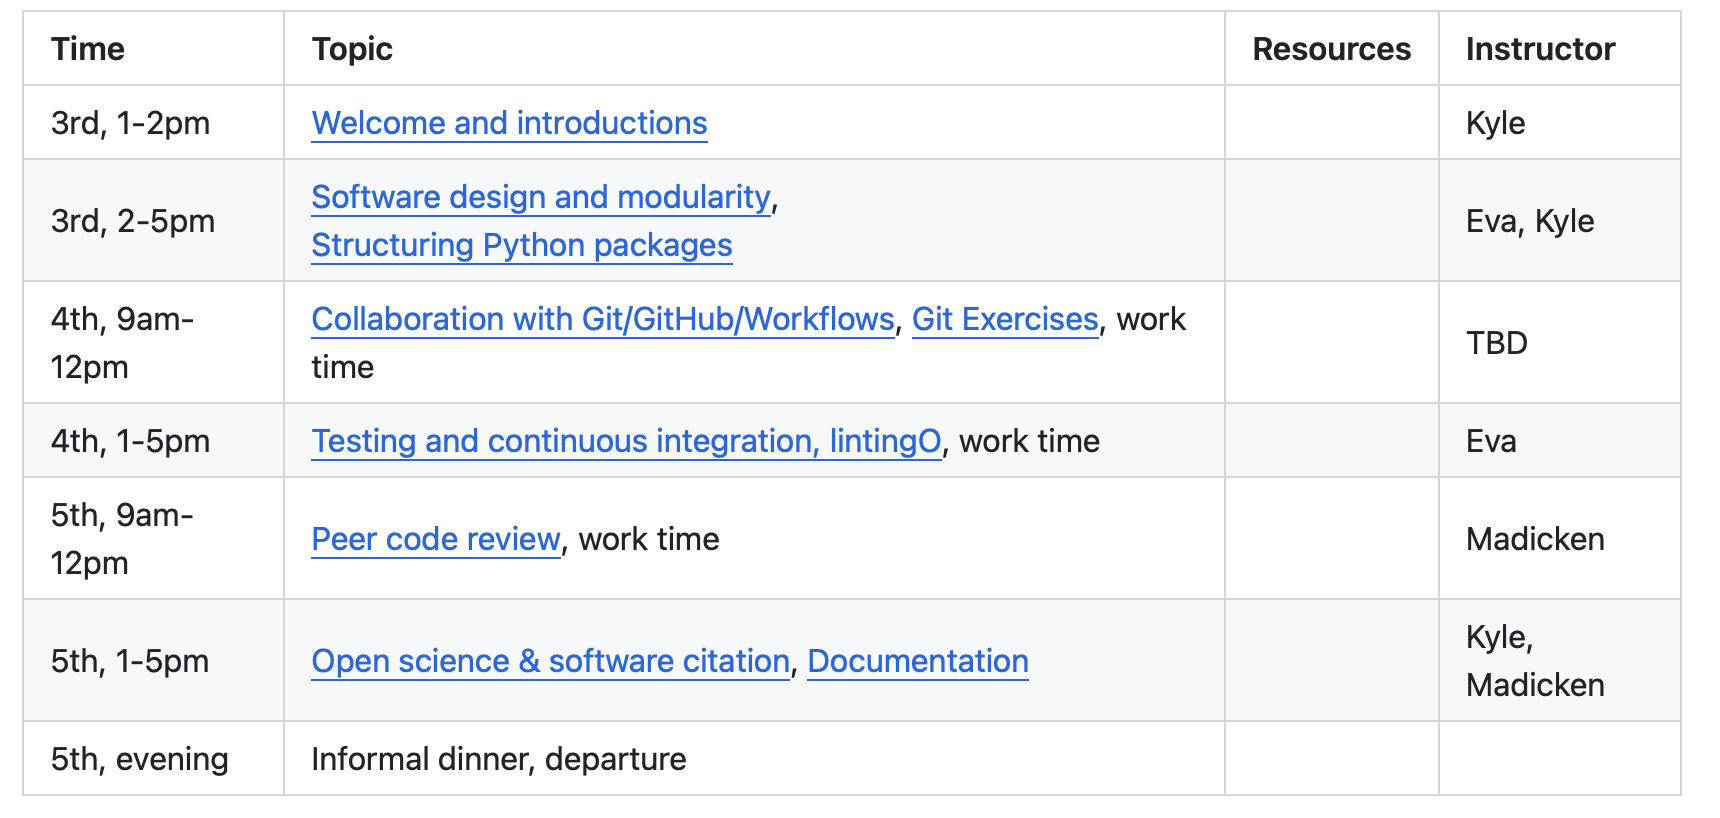 Time Topic Resources Instructor
3rd, 1-2pm Welcome and introductions Kyle
3rd, 2-5pm Software design and modularity, Eva, Kyle
Structuring Python packages
4th, 9am- Collaboration with Git/GitHub/Workflows, Git Exercises, work TBD
12pm time
4th, 1-5pm Testing and continuous integration, lintingO, work time Eva
5th, 9am- Peer code review, work time Madicken
12pm
5th, 1-5pm Open science & software citation, Documentation Kyle,
Madicken
5th, evening Informal dinner, departure